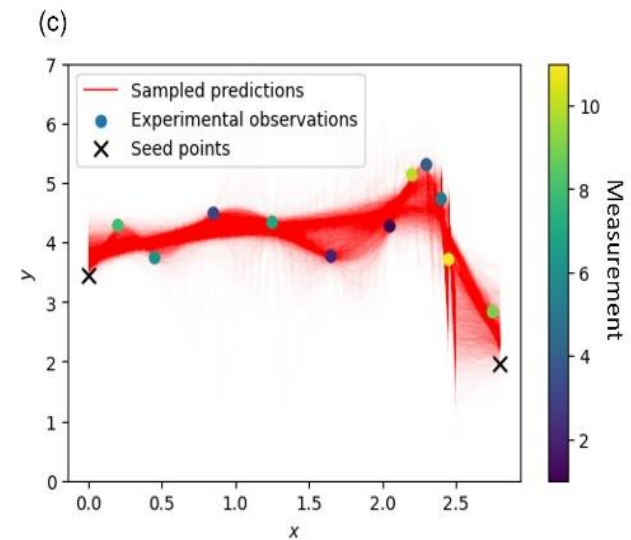 (c)
Sampled predictions
Experimental observations
Seed points
7
6
5
4
3
2
1
0
y
0.0 0.5 1.0 1.5 2.0 2.5
x
10
8
6
4
2
Measurement